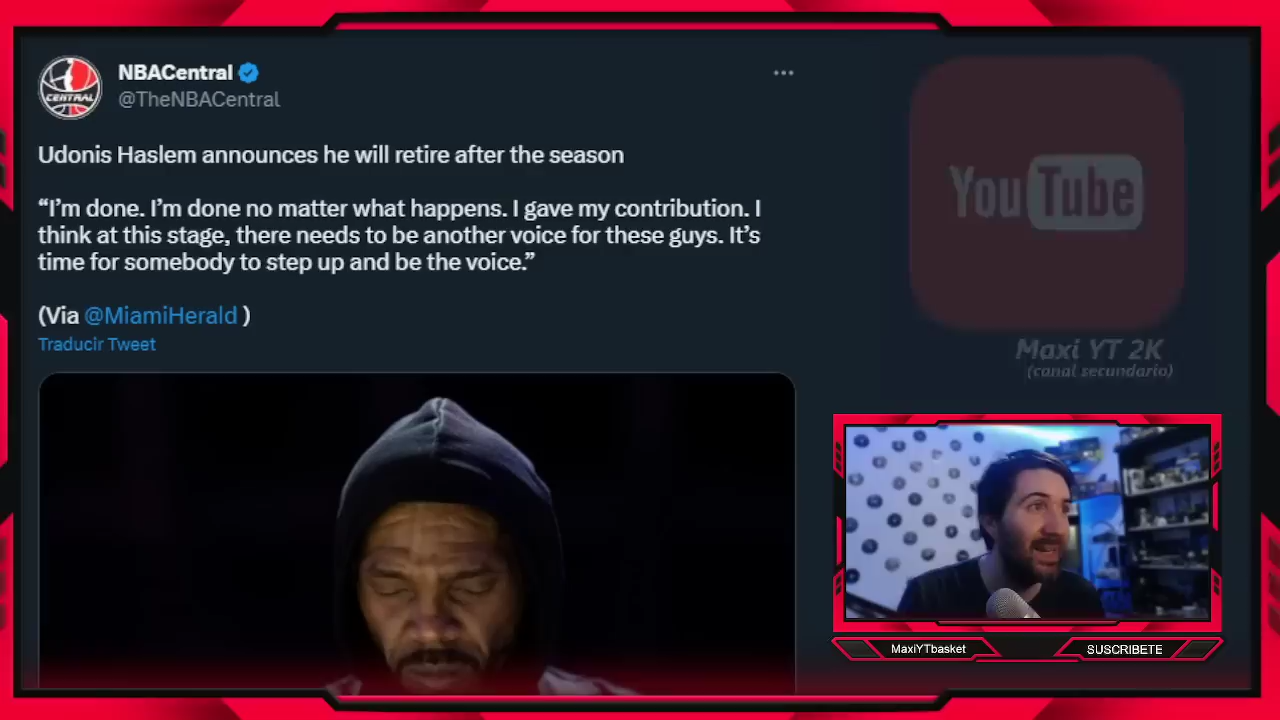 CENTRAL
NBACentral
@TheNBACentral
Udonis Haslem announces he will retire after the season
“I’m done. I’m done no matter what happens. I gave my contribution. I
think at this stage, there needs to be another voice for these guys. It’s
time for somebody to step up and be the voice.”
(Via @MiamiHerald )
Traducir Tweet
YouTube
Maxi YT 2K
(canal secundario)
MaxiYTbasket
SUSCRIBETE